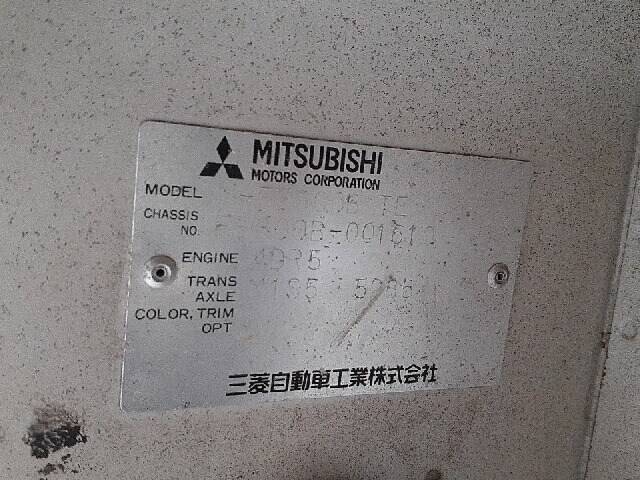 MITSUBISHI
MOTORS CORPORATION
MODEL
CHASSIS
NO.
ENGINE 4D35
TRANS
AXLE
COLOR, TRIM
OPT
三菱自動車工業株式会社